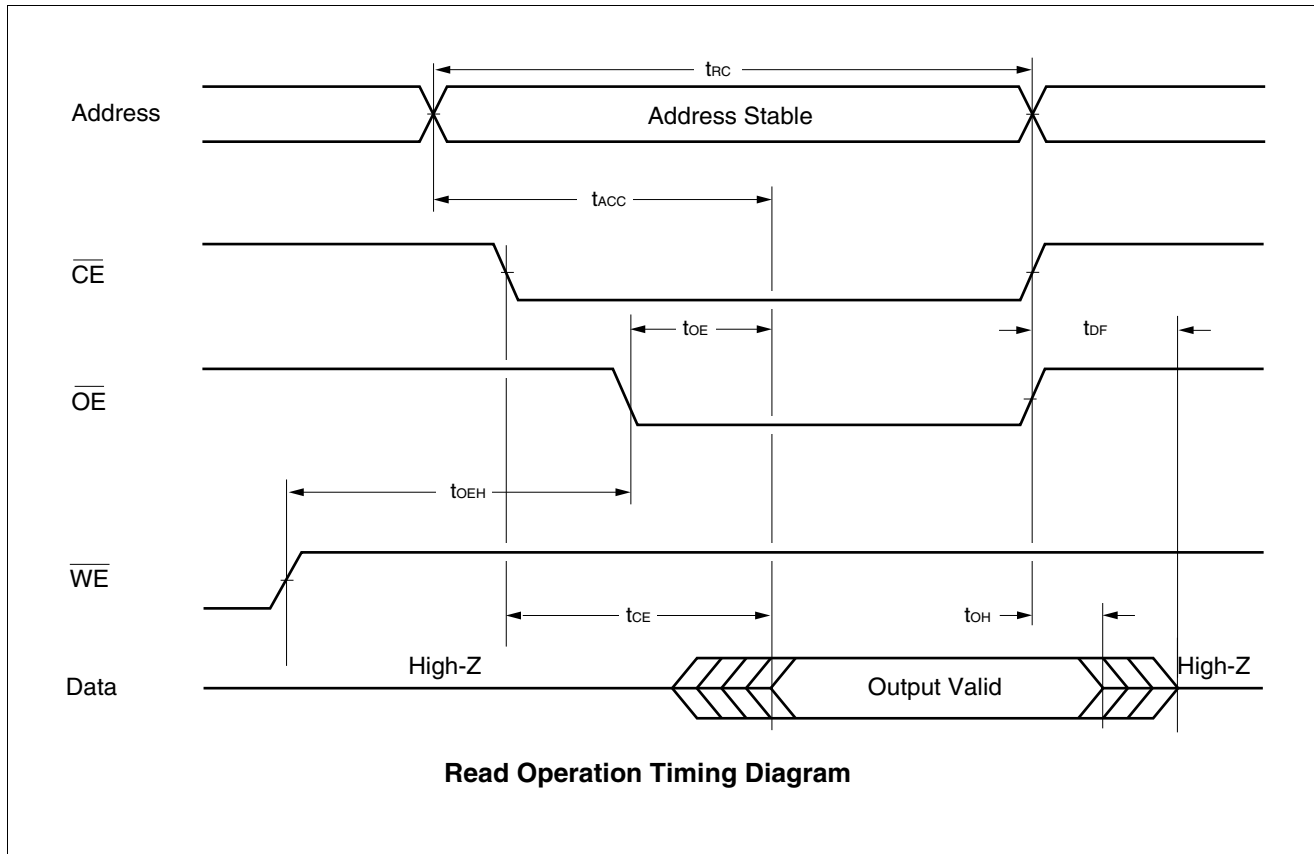 tRC
Address
Address Stable
tACC
CE
tOE
tDF
OE
tOEH
WE
tCE
tOH
High-Z
High-Z
Data
Output Valid
Read Operation Timing Diagram